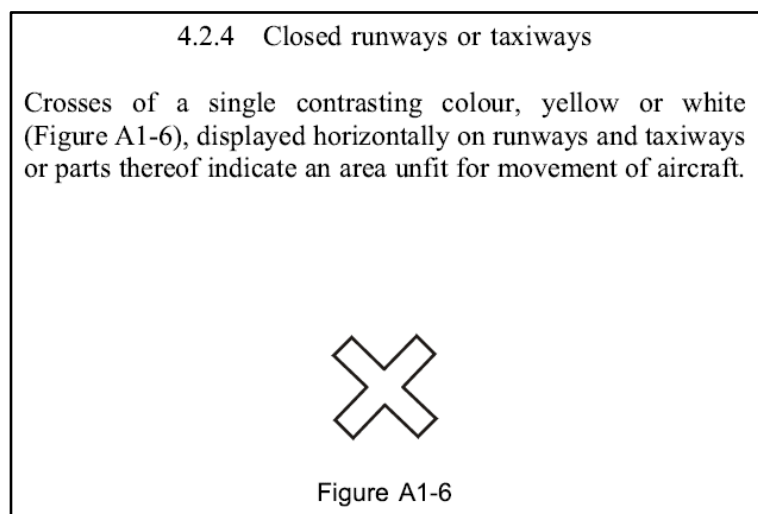 4.2.4 Closed runways or taxiways
Crosses of a single contrasting colour, yellow or white
(Figure A1-6), displayed horizontally on runways and taxiways
or parts thereof indicate an area unfit for movement of aircraft.
Figure A1-6